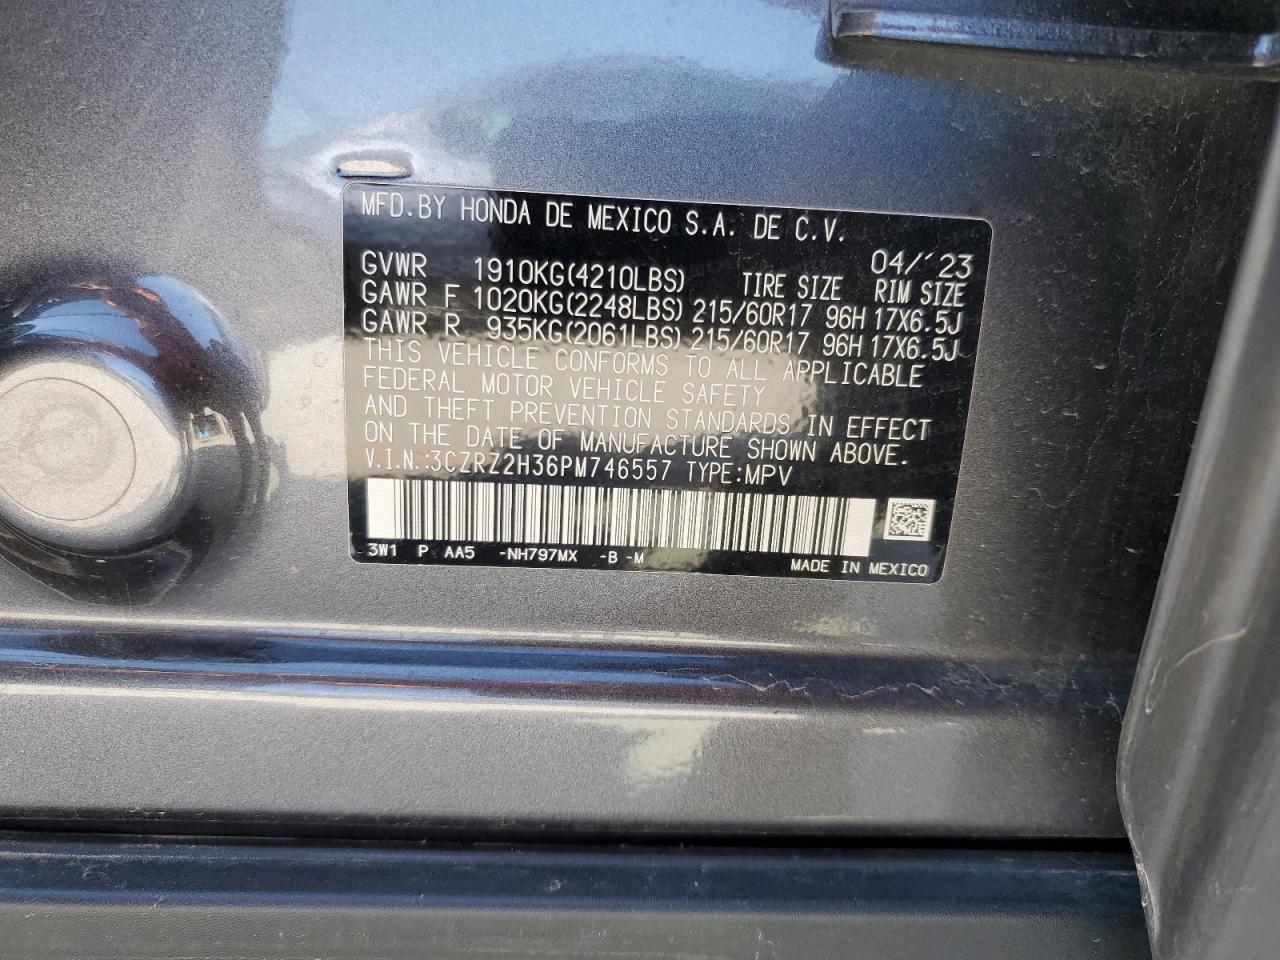 MFD.BY HONDA DE MEXICO S.A. DE C.V.
04/´23
GVWR 1910KG(4210LBS) TIRE SIZE RIM SIZE
GAWR F 1020KG(2248LBS) 215/60R17 96H 17X6.5J
GAWR R 935KG(2061LBS) 215/60R17 96H 17X6.5J
THIS VEHICLE CONFORMS TO ALL APPLICABLE
FEDERAL MOTOR VEHICLE SAFETY
AND THEFT PREVENTION STANDARDS IN EFFECT
ON THE DATE OF MANUFACTURE SHOWN ABOVE.
V.I.N.:3CZRZ2H36PM746557 TYPE:MPV
3W1 P AA5 -NH797MX -B -M
MADE IN MEXICO